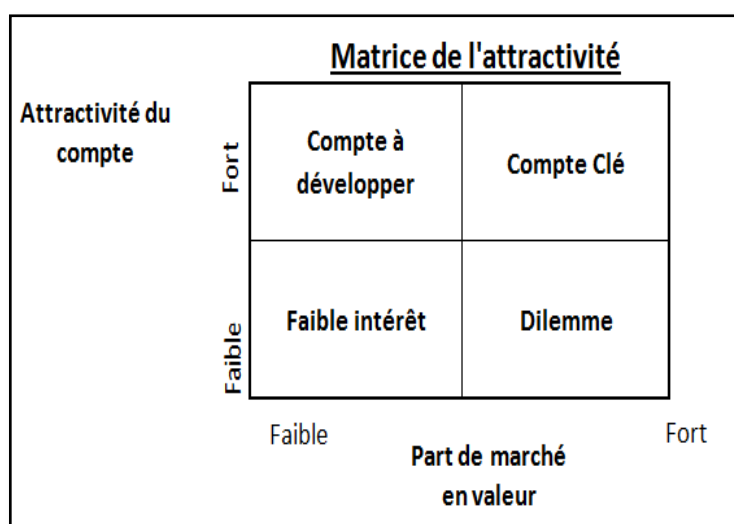 Matrice de l'attractivité
Attractivité du
compte
Fort
Compte à
développer
Compte Clé
Faible
Faible intérêt
Dilemme
Faible
Fort
Part de marché
en valeur